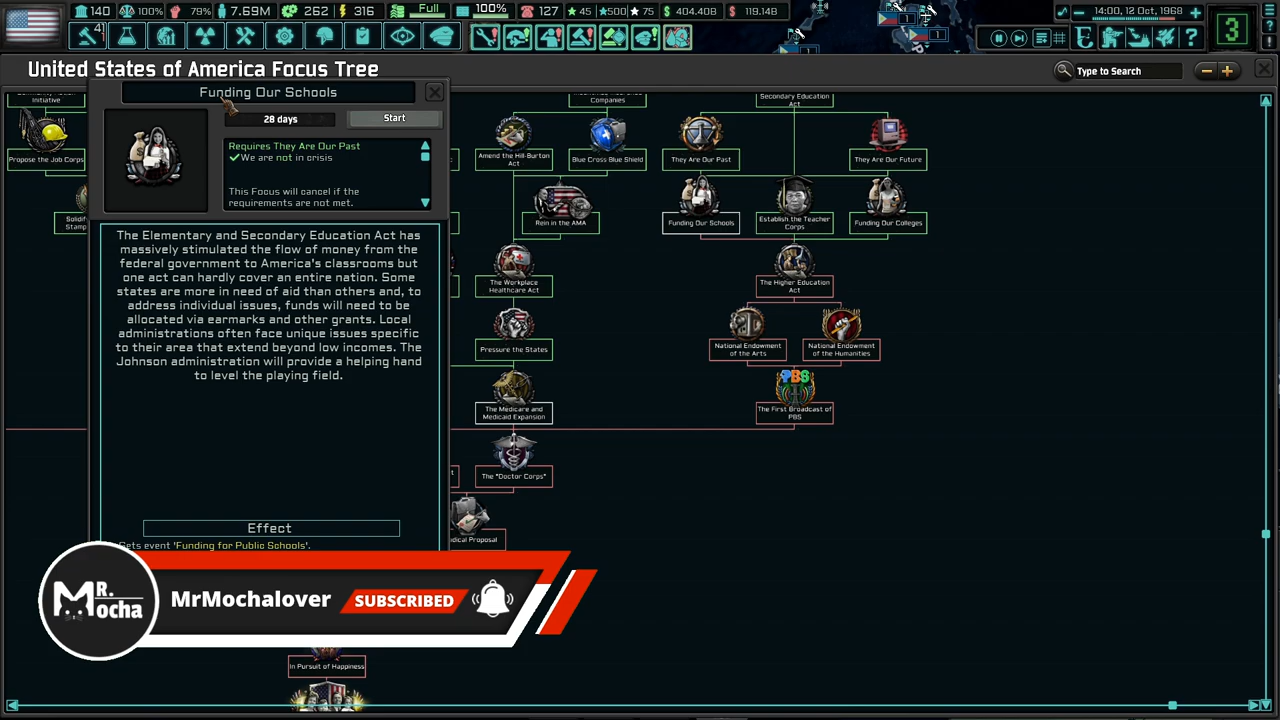 140
100%
79%
7.69M
262
316
Full
100%
127
45
500
75
404.40B
119.14B
14:00, 12 Oct, 1968
3
United States of America Focus Tree
Type to Search
Funding Our Schools
28 days
Start
Requires They Are Our Past
We are not in crisis
This Focus will cancel if the
requirements are not met.
The Elementary and Secondary Education Act has
massively stimulated the flow of money from the
federal government to America's classrooms but
one act can hardly cover an entire nation. Some
states are more in need of aid than others and, to
address individual issues, funds will need to be
allocated via earmarks and other grants. Local
administrations often face unique issues specific
to their area that extend beyond low incomes. The
Johnson administration will provide a helping hand
to level the playing field.
Effect
Gets event 'Funding for Public Schools'.
Initiative
Propose the Job Corps
Companies
Secondary Education
Act
Amend the Hill-Burton
Act
Blue Cross Blue Shield
They Are Our Past
They Are Our Future
Rein in the AMA
Funding Our Schools
Establish the Teacher
Corps
Funding Our Colleges
The Workplace
Healthcare Act
The Higher Education
Act
Pressure the States
National Endowment
of the Arts
National Endowment
of the Humanities
PBS
The Medicare and
Medicaid Expansion
The First Broadcast of
PBS
The "Doctor Corps"
dical Proposal
MR.
Mocha
MrMochalover
SUBSCRIBED
In Pursuit of Happiness